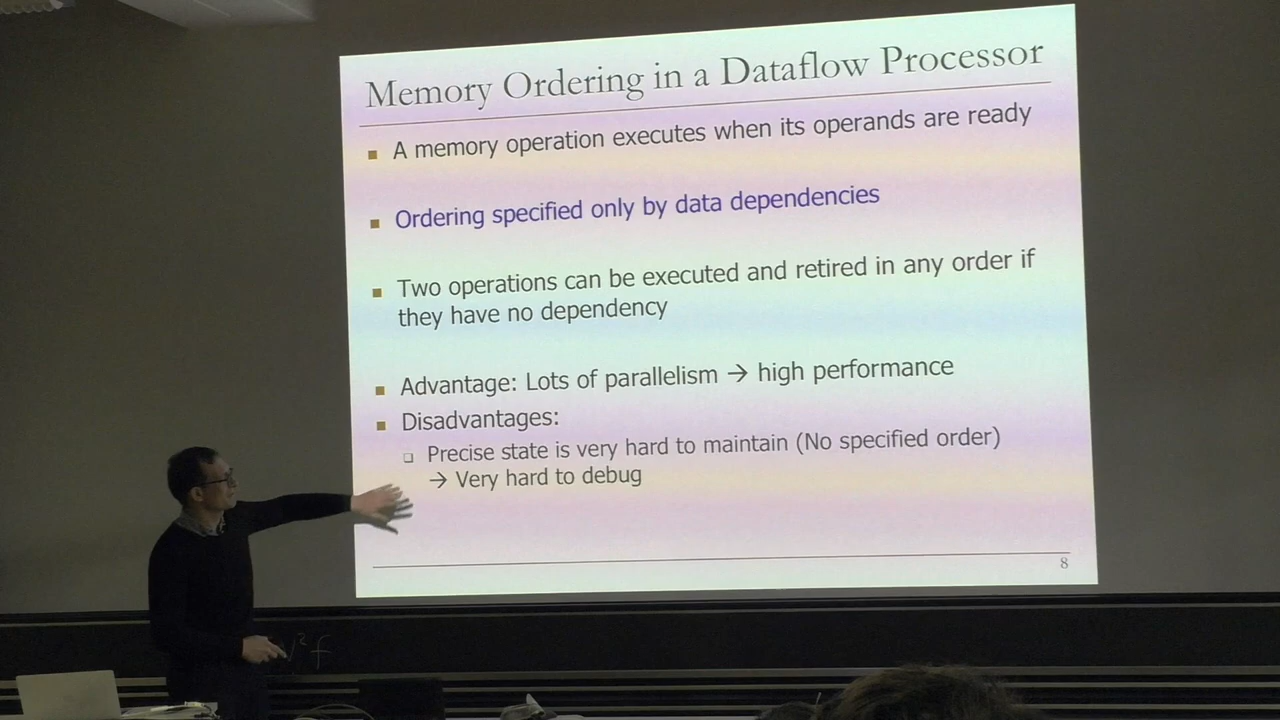 Memory Ordering in a Dataflow Processor
A memory operation executes when its operands are ready
Ordering specified only by data dependencies
Two operations can be executed and retired in any order if
they have no dependency
Advantage: Lots of parallelism → high performance
Disadvantages:
Precise state is very hard to maintain (No specified order)
→ Very hard to debug
8